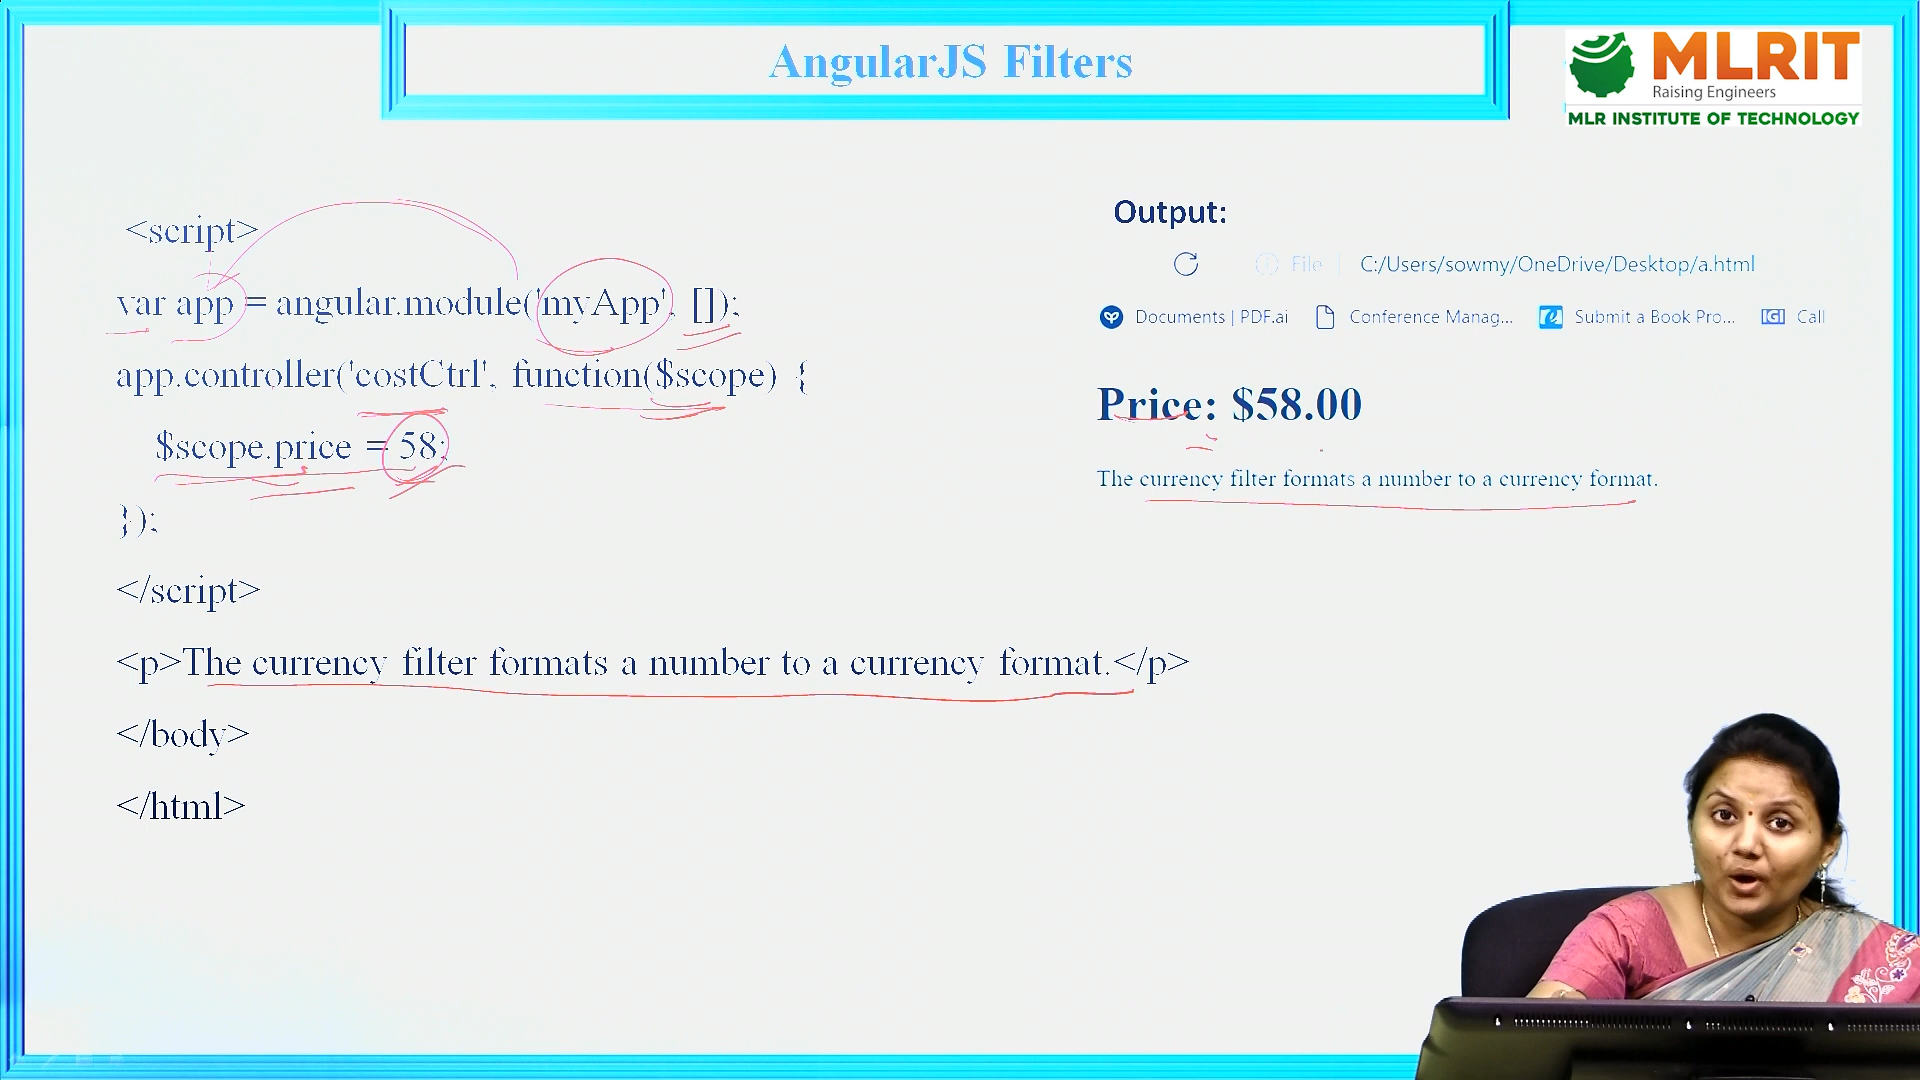 AngularJS Filters
MLRIT
Raising Engineers
MLR INSTITUTE OF TECHNOLOGY
<script>
var app = angular.module('myApp', []);
app.controller('costCtrl', function($scope) {
$scope.price = 58;
});
</script>
<p>The currency filter formats a number to a currency format.</p>
</body>
</html>
Output:
File C:/Users/sowmy/OneDrive/Desktop/a.html
Documents | PDF.ai Conference Manag... Submit a Book Pro... IGI Call
Price: $58.00
The currency filter formats a number to a currency format.